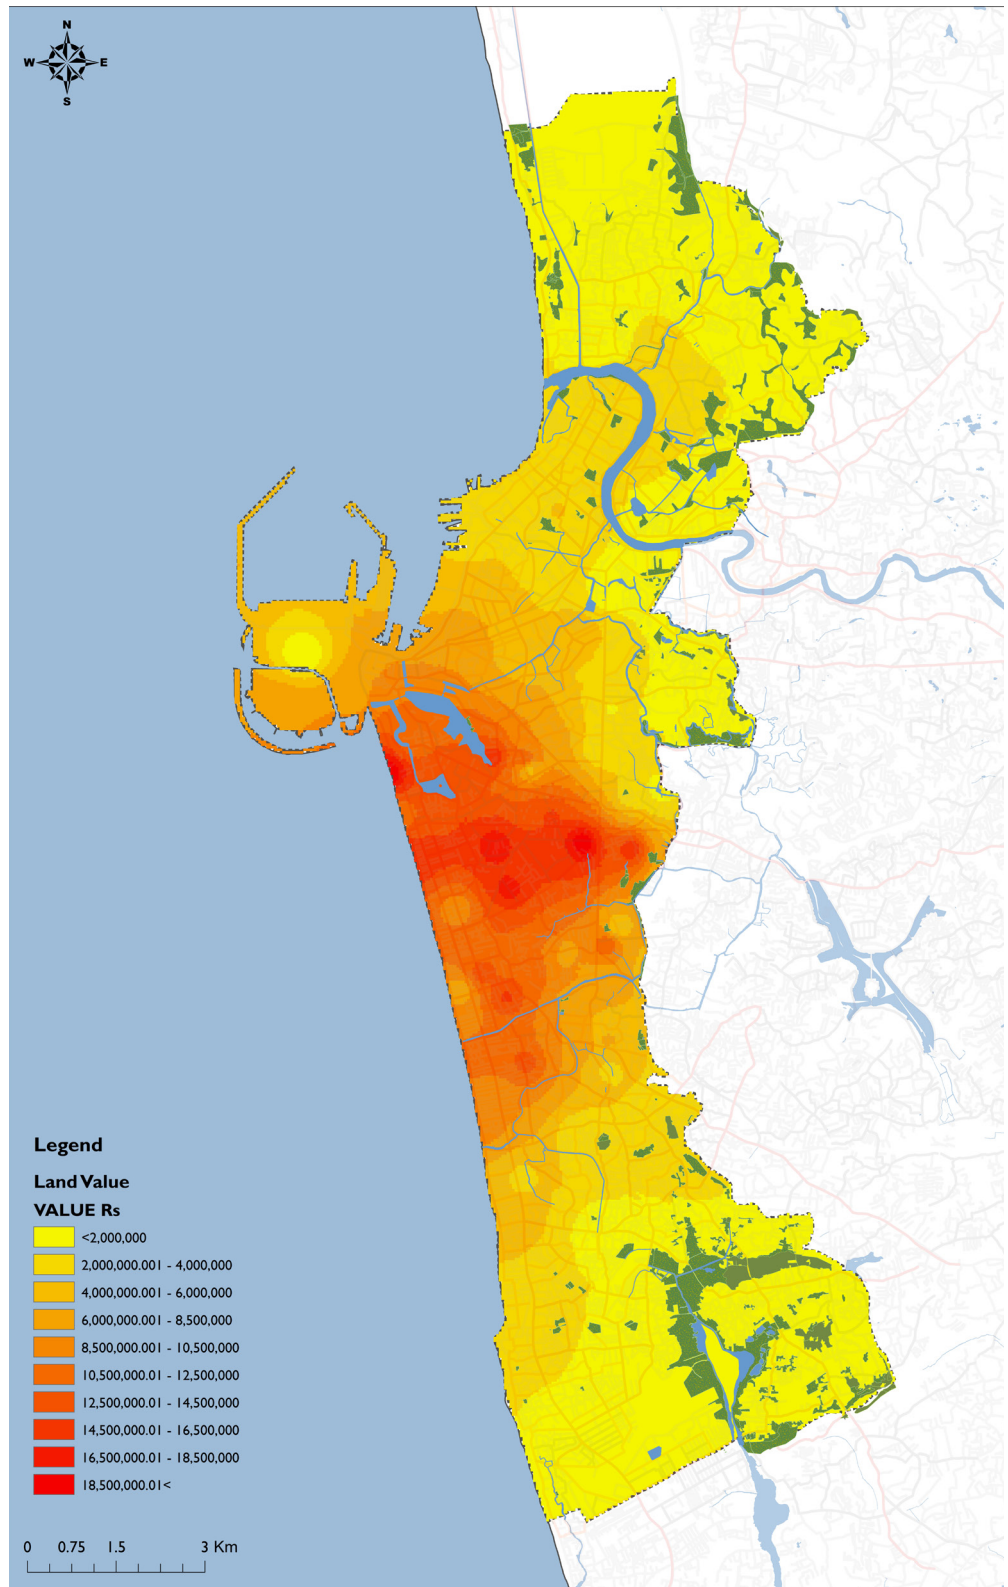 N
W E
S
Legend
Land Value
VALUE Rs
<2,000,000
2,000,000.001 - 4,000,000
4,000,000.001 - 6,000,000
6,000,000.001 - 8,500,000
8,500,000.001 - 10,500,000
10,500,000.01 - 12,500,000
12,500,000.01 - 14,500,000
14,500,000.01 - 16,500,000
16,500,000.01 - 18,500,000
18,500,000.01<
0 0.75 1.5 3 Km